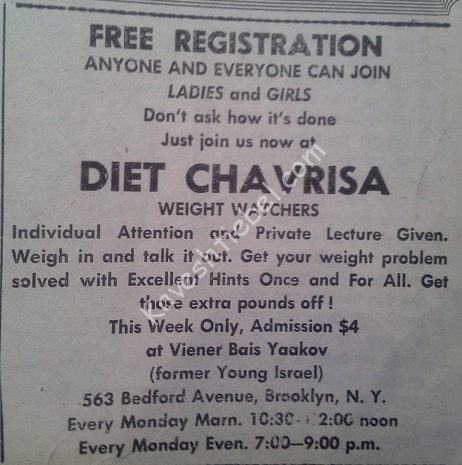 FREE REGISTRATION
ANYONE AND EVERYONE CAN JOIN
LADIES and GIRLS
Don't ask how it's done
Just join us now at
DIET CHAVRISA
WEIGHT WATCHERS
Individual Attention and Private Lecture Given.
Weigh in and talk it out. Get your weight problem
solved with Excellent Hints Once and For All. Get
those extra pounds off !
This Week Only, Admission $4
at Viener Bais Yaakov
(former Young Israel)
563 Bedford Avenue, Brooklyn, N. Y.
Every Monday Marn. 10:30- 12:00 noon
Every Monday Even. 7:00—9:00 p.m.